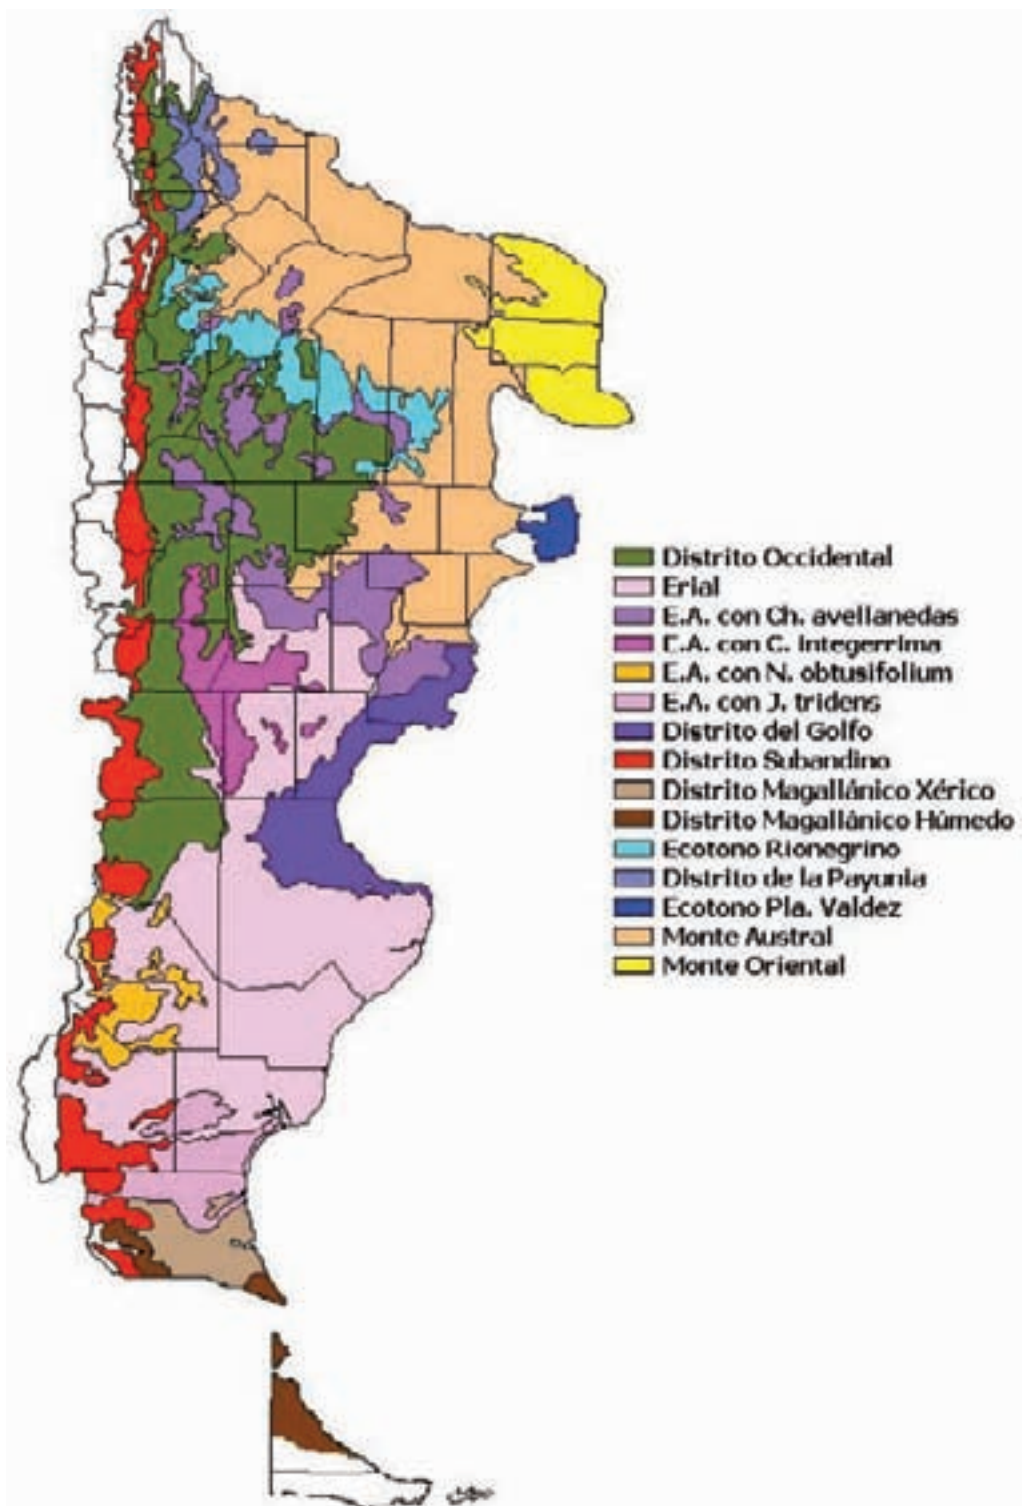 Distrito Occidental
Erial
E.A. con Ch. avellanedas
E.A. con C. integerrima
E.A. con N. obtusifolium
E.A. con J. tridens
Distrito del Golfo
Distrito Subandino
Distrito Magallánico Xérico
Distrito Magallánico Húmedo
Ecotono Rionegrino
Distrito de la Payunia
Ecotono Pla. Valdez
Monte Austral
Monte Oriental